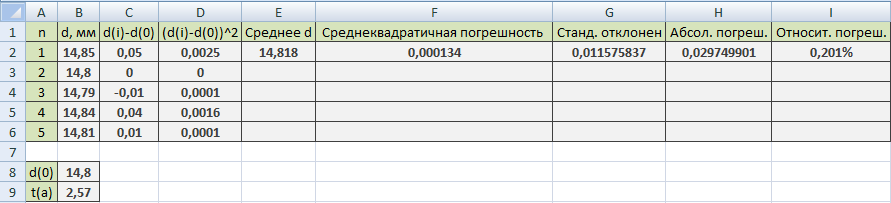 A B C D E F G H I
1 n d, мм d(i)-d(0) (d(i)-d(0))^2 Среднее d Среднеквадратичная погрешность Станд. отклонен Абсол. погреш. Относит. погреш.
2 1 14,85 0,05 0,0025 14,818 0,000134 0,011575837 0,029749901 0,201%
3 2 14,8 0 0
4 3 14,79 -0,01 0,0001
5 4 14,84 0,04 0,0016
6 5 14,81 0,01 0,0001
7
8 d(0) 14,8
9 t(a) 2,57